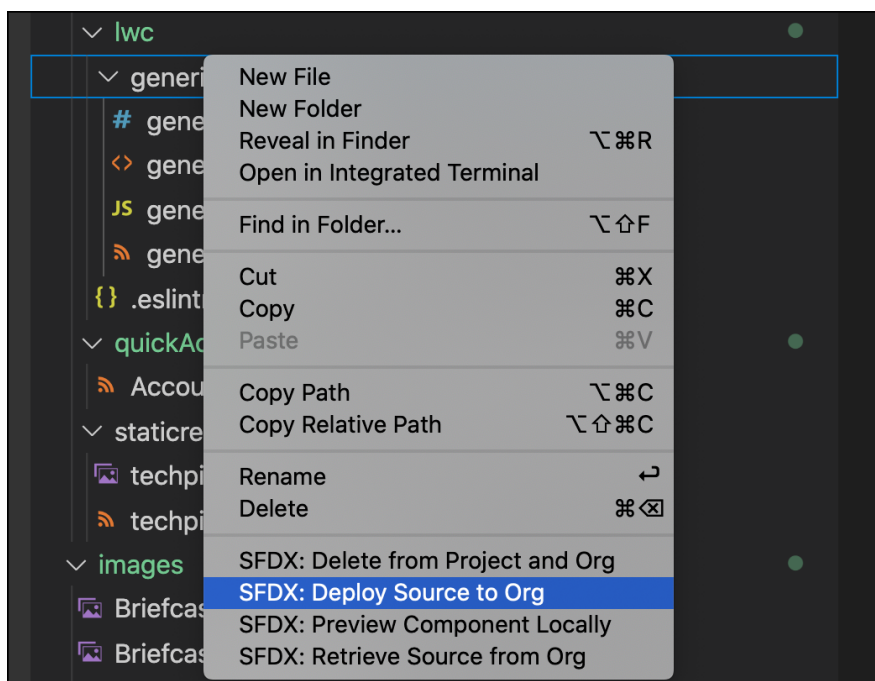 lwc
generi
New File
New Folder
# gene
Reveal in Finder ⌥⌘R
<> gene
Open in Integrated Terminal
JS gene
Find in Folder... ⌥⇧F
gene
Cut ⌘X
{} .eslint
Copy ⌘C
quickAc
Paste ⌘V
Accou
Copy Path ⌥⌘C
Copy Relative Path ⌥⇧⌘C
staticre
techpi
Rename ↩
Delete ⌘⌫
techpi
SFDX: Delete from Project and Org
images
SFDX: Deploy Source to Org
Briefcas
SFDX: Preview Component Locally
Briefcas
SFDX: Retrieve Source from Org